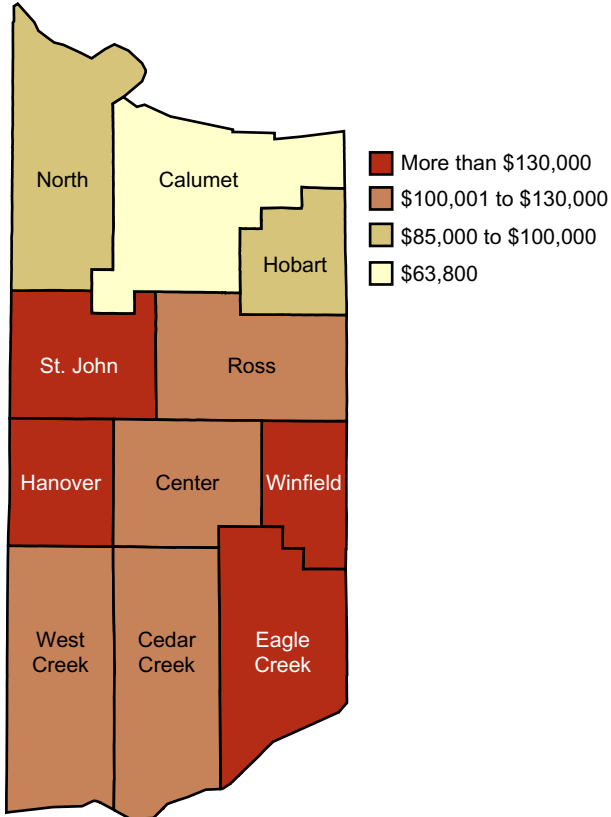 North
Calumet
Hobart
St. John
Ross
Hanover
Center
Winfield
West
Creek
Cedar
Creek
Eagle
Creek
More than $130,000
$100,001 to $130,000
$85,000 to $100,000
$63,800